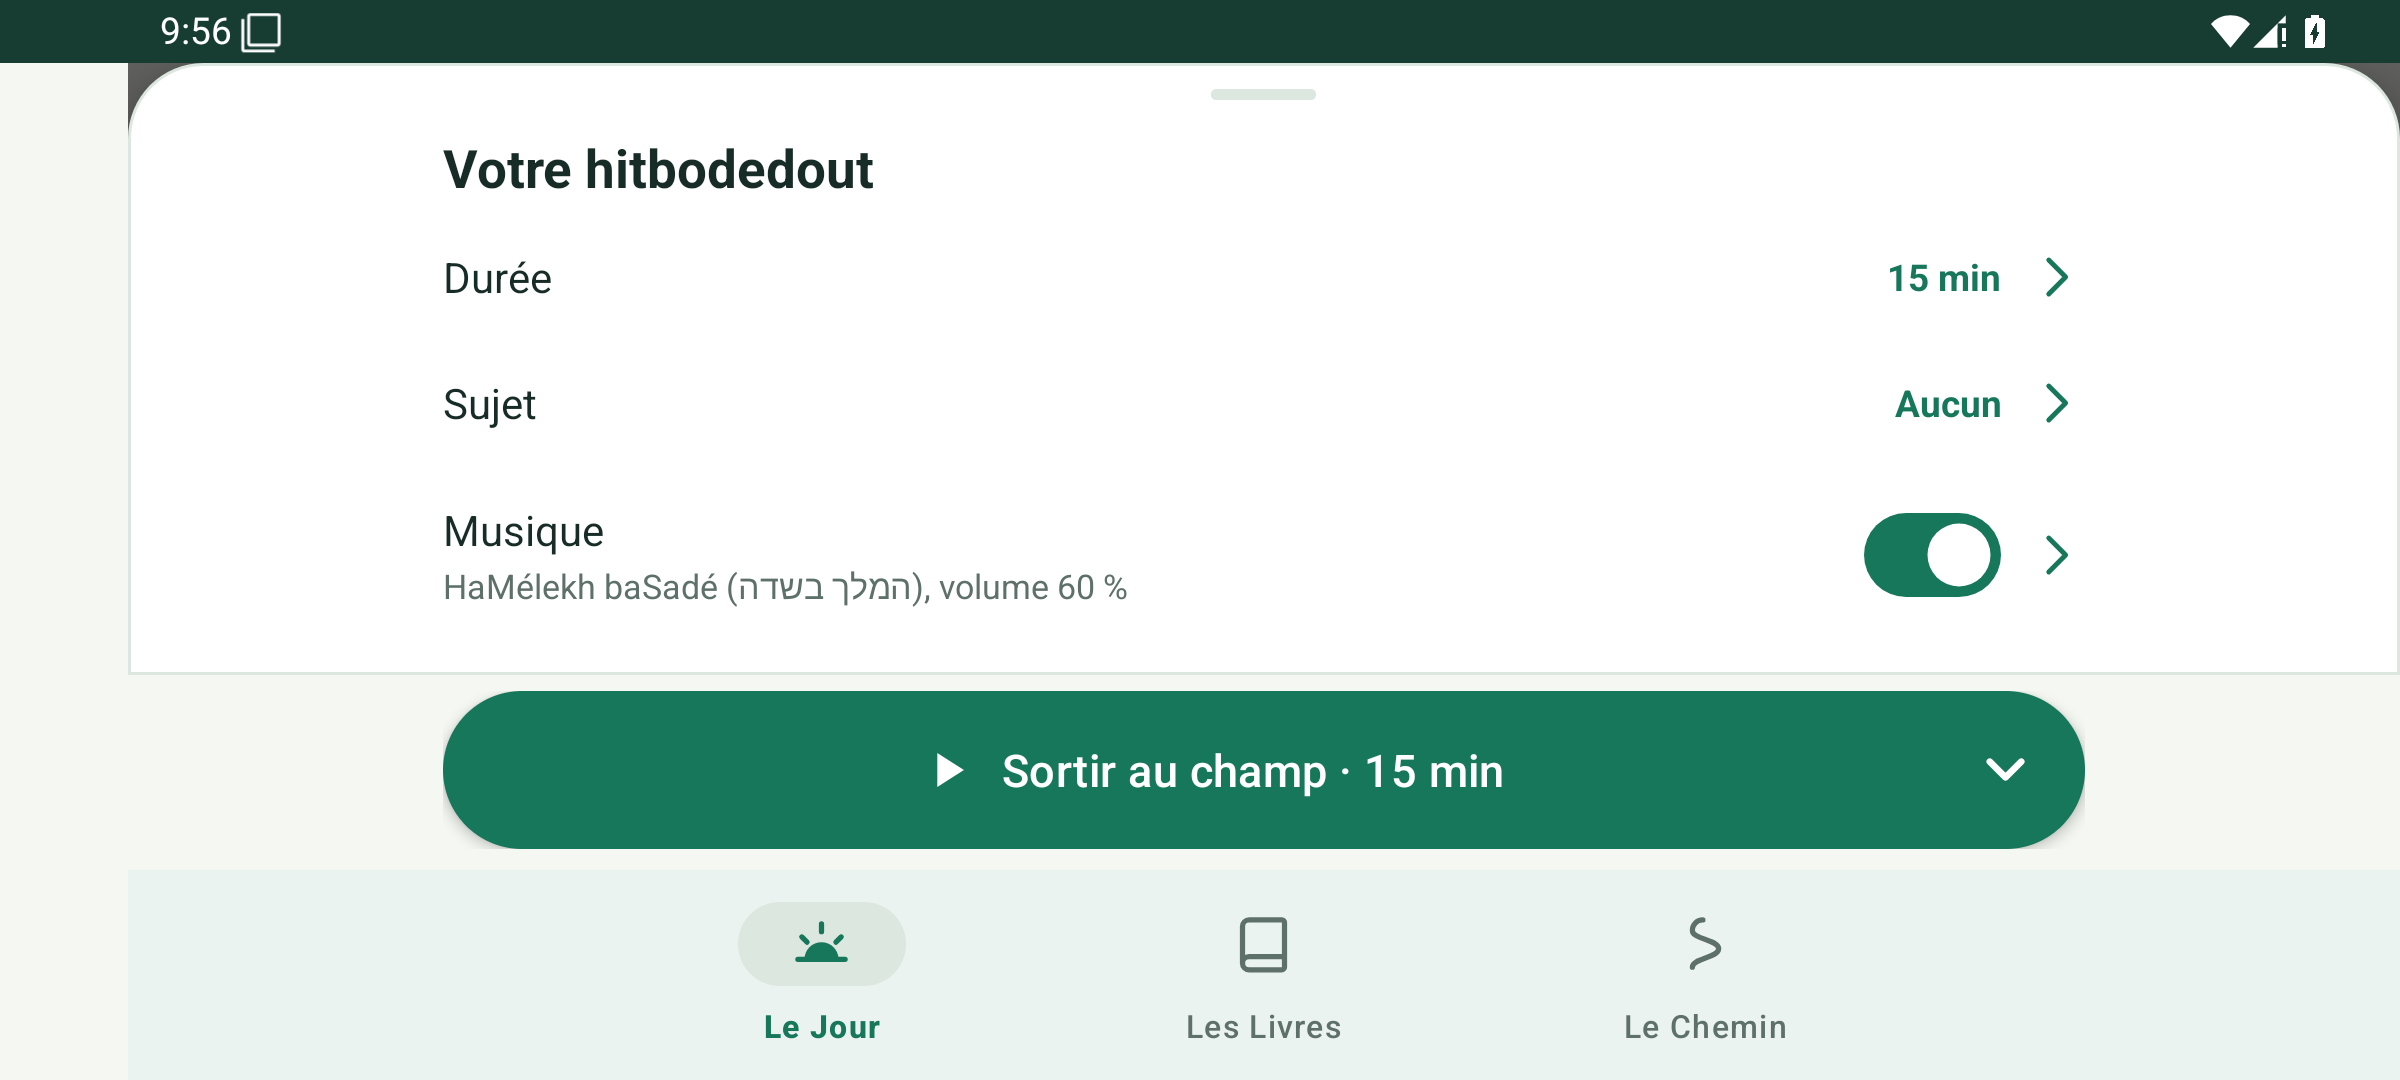 9:56
Votre hitbodedout
Durée
15 min
Sujet
Aucun
Musique
HaMélekh baSadé (המלך בשדה), volume 60 %
Sortir au champ · 15 min
Le Jour
Les Livres
Le Chemin